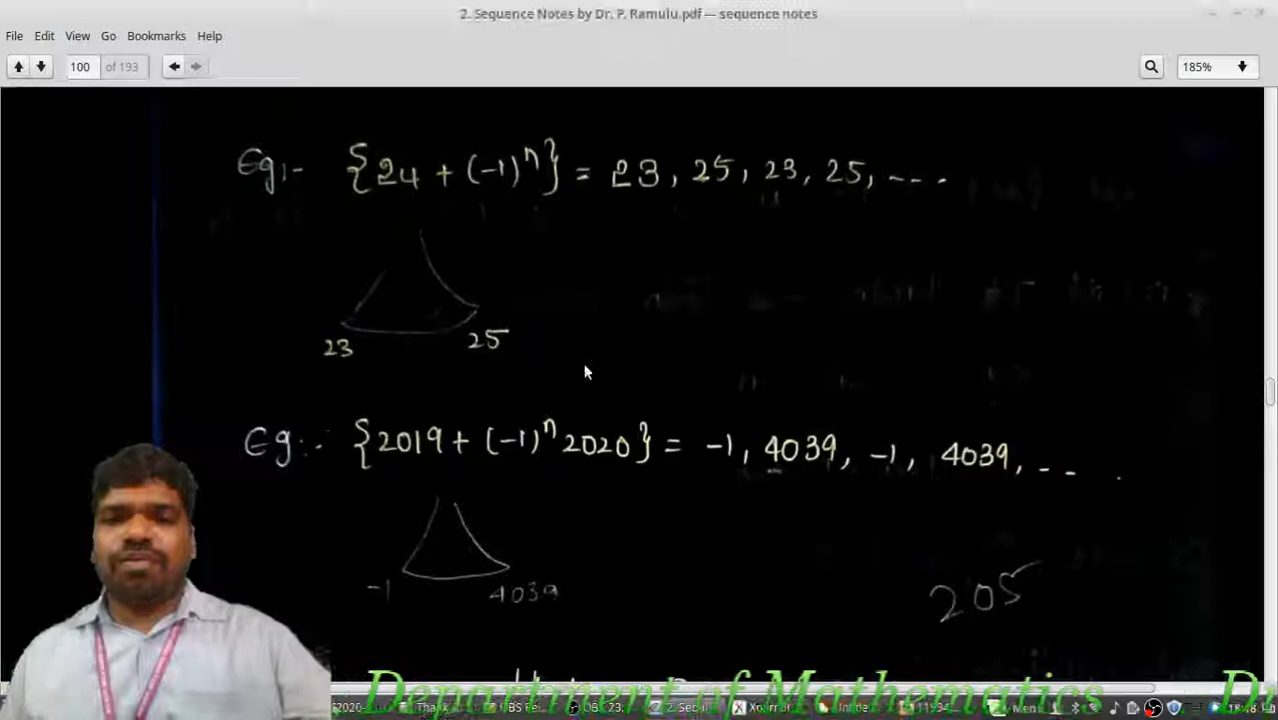 2. Sequence Notes by Dr. P. Ramulu.pdf — sequence notes
File Edit View Go Bookmarks Help
100 of 193
185%
Eg:- {24 + (-1)ⁿ} = 23, 25, 23, 25, ---
23 25
Eg:- {2019 + (-1)ⁿ 2020} = -1, 4039, -1, 4039, ---
-1 4039
205
Department of Mathematics